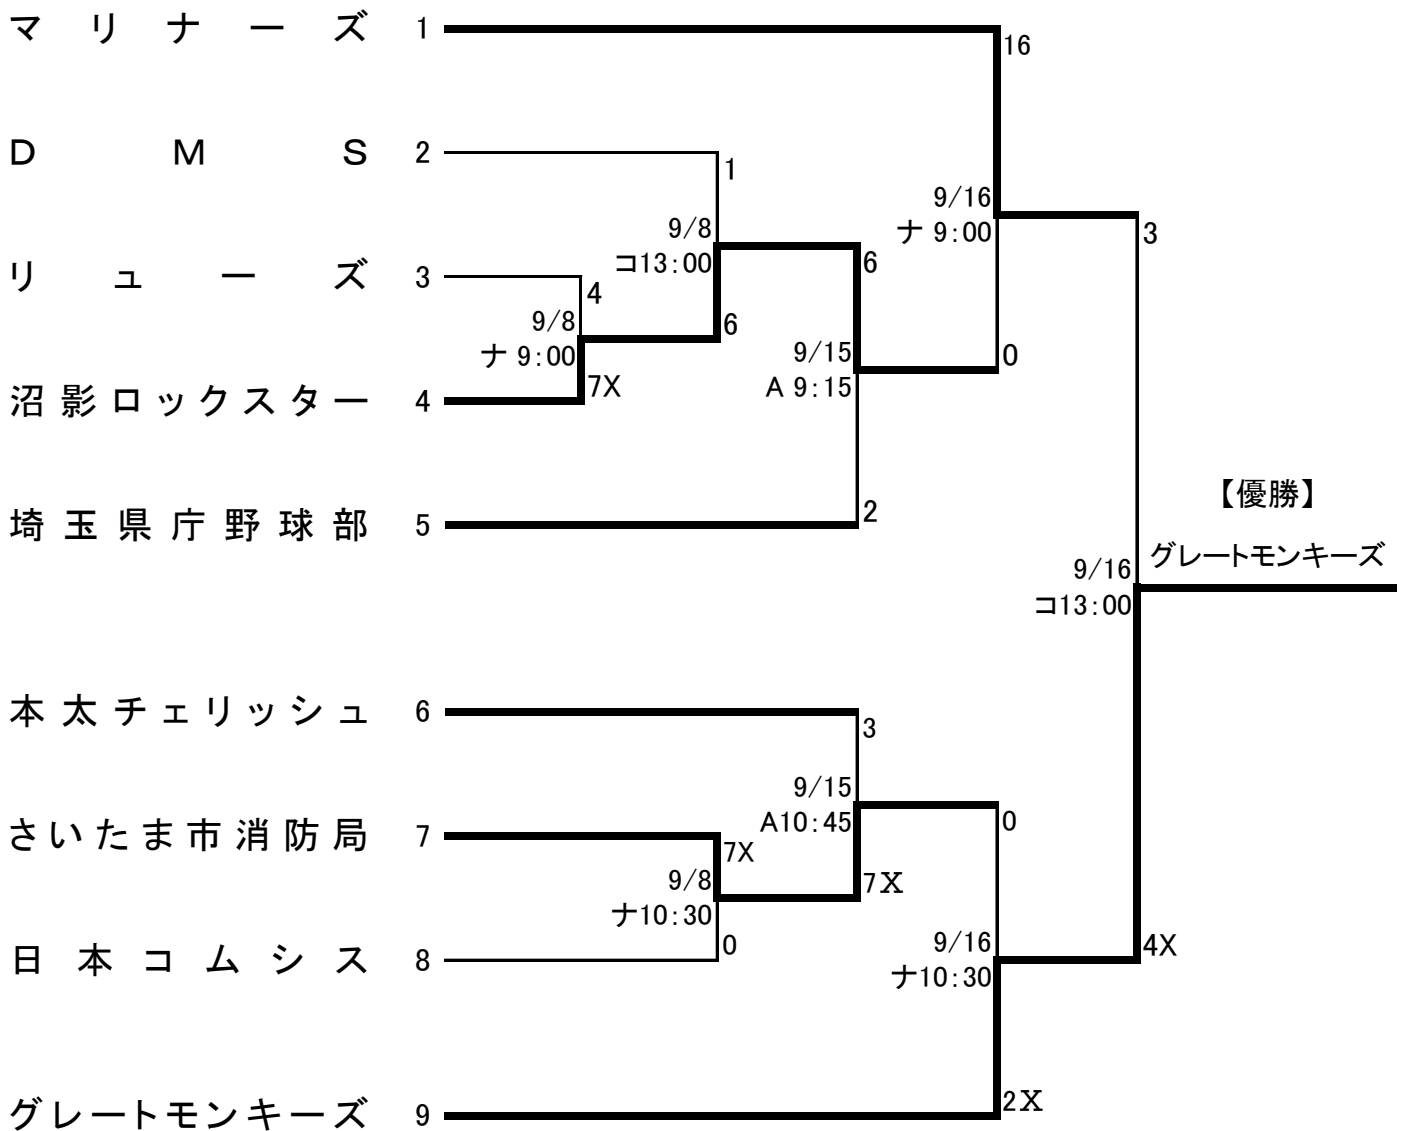 マリナーズ 1
16
DMS 2
1
9/16
ナ 9:00
3
9/8
コ13:00
6
リューズ 3
4
9/8
ナ 9:00
6
9/15
A 9:15
0
7X
沼影ロックスター 4
埼玉県庁野球部 5
2
【優勝】
グレートモンキーズ
9/16
コ13:00
本太チェリッシュ 6
3
9/15
A10:45
0
さいたま市消防局 7
7X
9/8
ナ10:30
7X
0
日本コムシス 8
9/16
ナ10:30
4X
グレートモンキーズ 9
2X